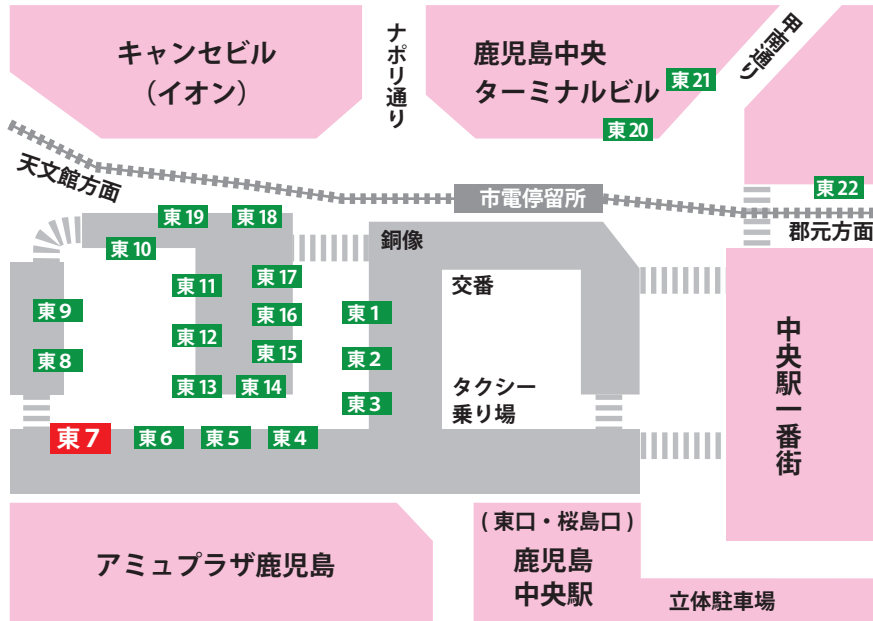 キャンセビル
（イオン）
ナポリ通り
鹿児島中央
ターミナルビル
甲南通り
東21
東20
東22
天文館方面
市電停留所
郡元方面
東19
東18
銅像
東10
東11
東17
交番
東9
東16
東1
東12
東15
東2
東8
東13
東14
東3
タクシー
乗り場
中央駅一番街
東7
東6
東5
東4
アミュプラザ鹿児島
(東口・桜島口)
鹿児島
中央駅
立体駐車場